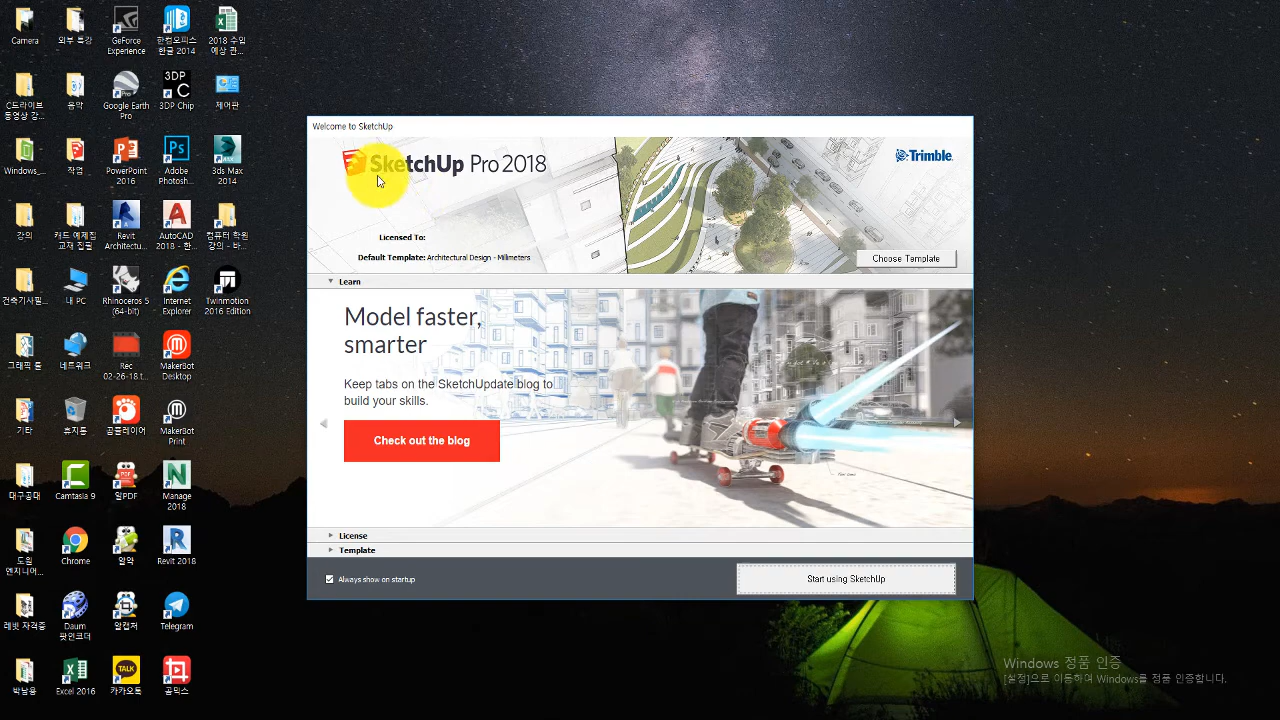 Camera
외부 특강
GeForce
Experience
한컴오피스
한글 2014
2018 수입
예상 관...
C드라이브
동영상 강...
음악
Google Earth
Pro
3DP Chip
제어판
Windows_...
작업
PowerPoint
2016
Adobe
Photosh...
3ds Max
2014
강의
캐드 예제집
교재 집필
Revit
Architectu...
AutoCAD
2018 - 한...
컴퓨터 학원
강의 - 바...
건축기사필...
내 PC
Rhinoceros 5
(64-bit)
Internet
Explorer
Twinmotion
2016 Edition
그래픽 툴
네트워크
Rec
02-26-18.t...
MakerBot
Desktop
기타
휴지통
곰플레이어
MakerBot
Print
대구공대
Camtasia 9
알PDF
Manage
2018
도원
엔지니어...
Chrome
알약
Revit 2018
레빗 자격증
Daum
팟인코더
알캡처
Telegram
박남용
Excel 2016
카카오톡
곰믹스
3DP
C
Ps
TALK
Welcome to SketchUp
SketchUp Pro 2018
Trimble.
Licensed To:
Default Template: Architectural Design - Millimeters
Choose Template
Learn
Model faster,
smarter
Keep tabs on the SketchUpdate blog to
build your skills.
Check out the blog
License
Template
Always show on startup
Start using SketchUp
Windows 정품 인증
[설정]으로 이동하여 Windows를 정품 인증합니다.